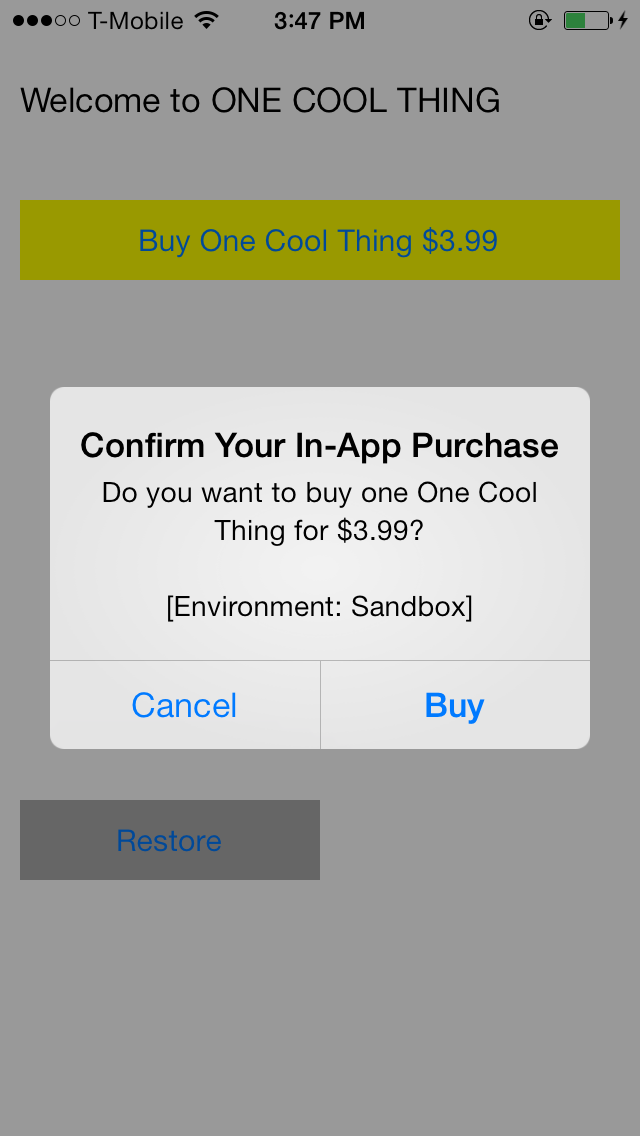 T-Mobile 3:47 PM
Welcome to ONE COOL THING
Buy One Cool Thing $3.99
Confirm Your In-App Purchase
Do you want to buy one One Cool
Thing for $3.99?
[Environment: Sandbox]
Cancel Buy
Restore